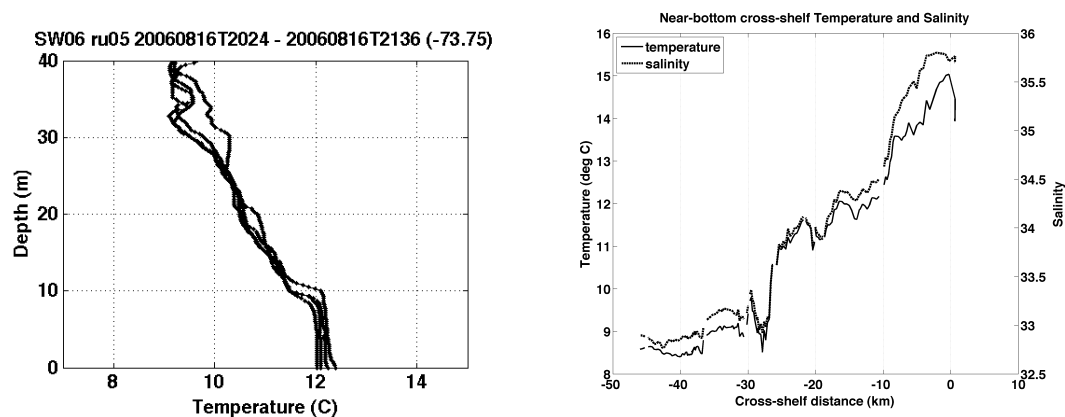 SW06 ru05 20060816T2024 - 20060816T2136 (-73.75)
40
30
20
10
0
Depth (m)
8 10 12 14
Temperature (C)
Near-bottom cross-shelf Temperature and Salinity
temperature
salinity
16
15
14
13
12
11
10
9
8
Temperature (deg C)
36
35.5
35
34.5
34
33.5
33
32.5
Salinity
-50 -40 -30 -20 -10 0 10
Cross-shelf distance (km)